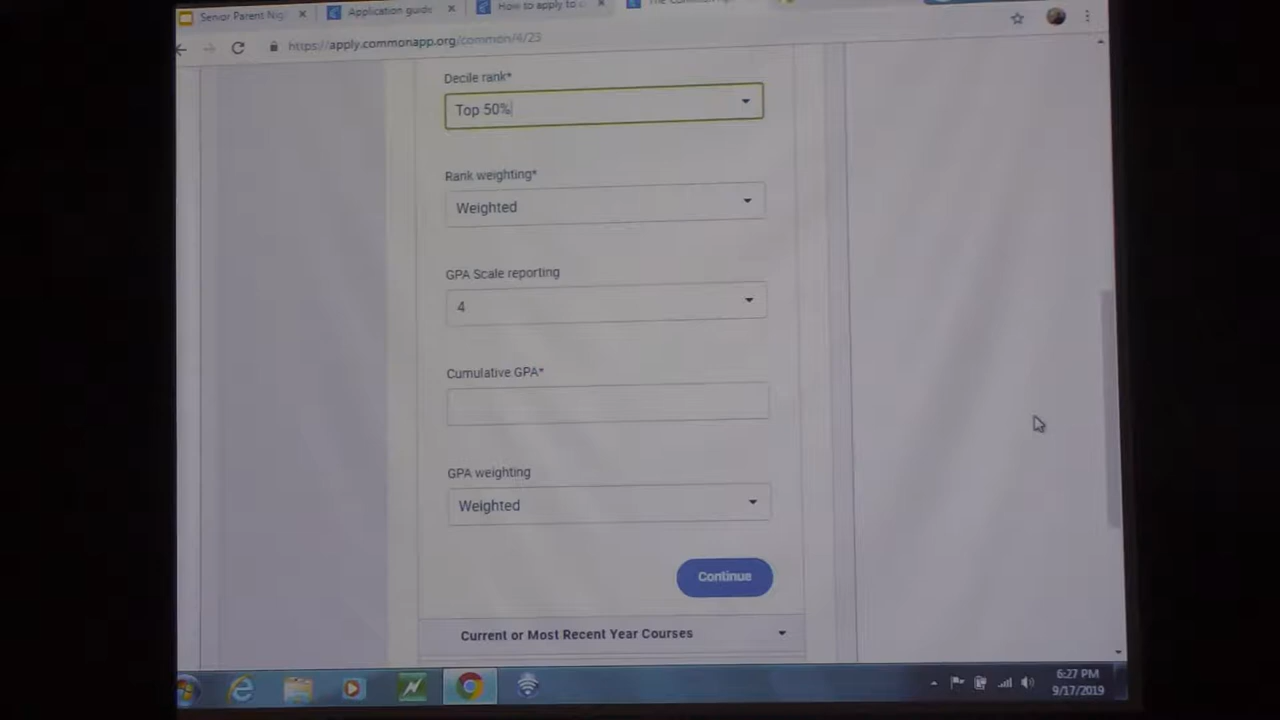 Senior Parent Nig
Application guide
How to apply to c
https://apply.commonapp.org/common/4/23
Decile rank*
Top 50%
Rank weighting*
Weighted
GPA Scale reporting
4
Cumulative GPA*
GPA weighting
Weighted
Continue
Current or Most Recent Year Courses
6:27 PM
9/17/2019